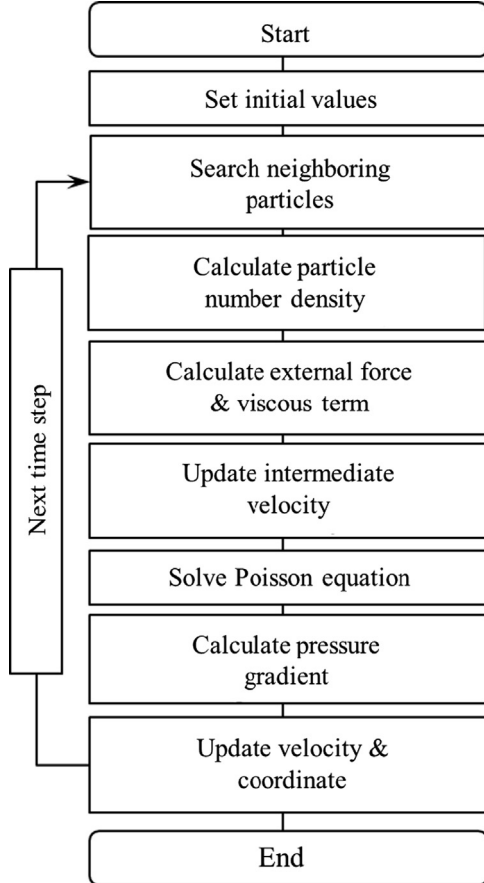 Start
Set initial values
Search neighboring
particles
Calculate particle
number density
Calculate external force
& viscous term
Update intermediate
velocity
Solve Poisson equation
Calculate pressure
gradient
Update velocity &
coordinate
End
Next time step